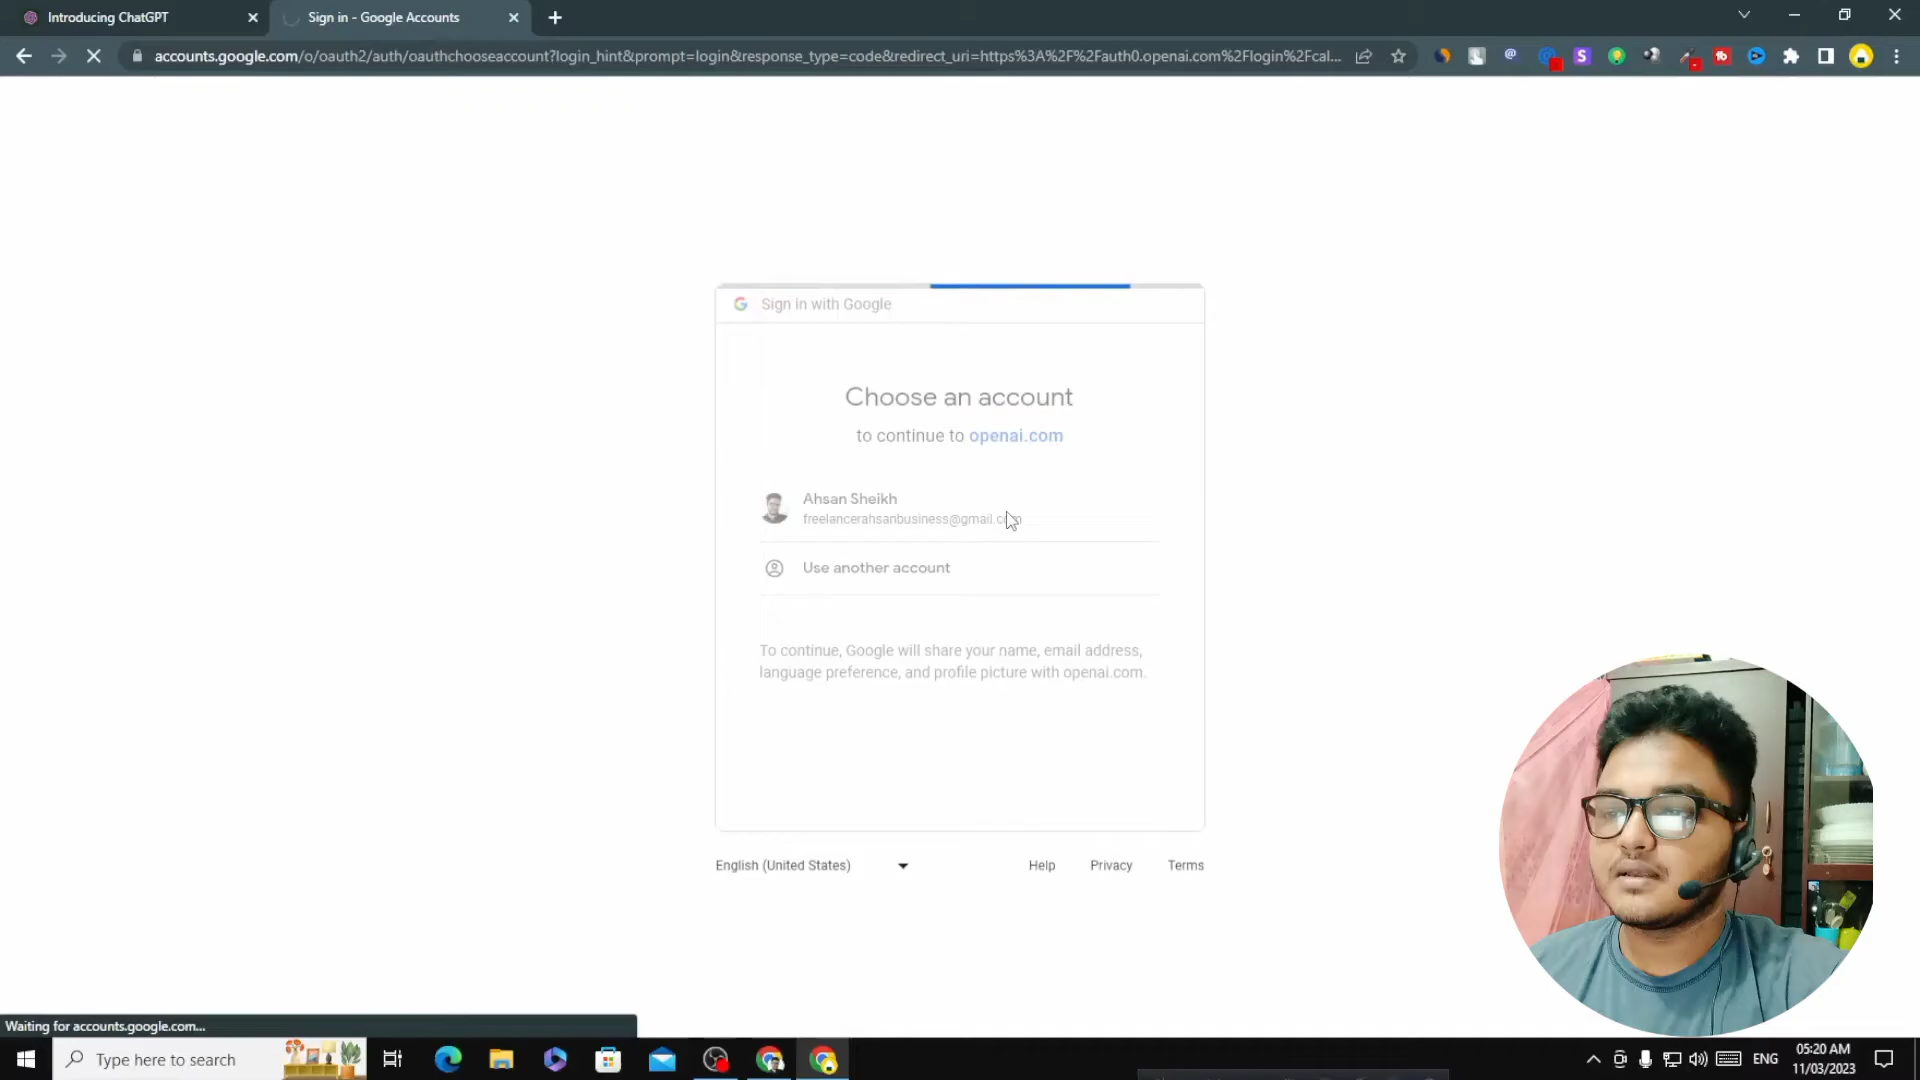 Introducing ChatGPT
Sign in - Google Accounts
accounts.google.com/o/oauth2/auth/oauthchooseaccount?login_hint&prompt=login&response_type=code&redirect_uri=https%3A%2F%2Fauth0.openai.com%2Flogin%2Fcal...
Sign in with Google
Choose an account
to continue to openai.com
Ahsan Sheikh
freelancerahsanbusiness@gmail.com
Use another account
To continue, Google will share your name, email address,
language preference, and profile picture with openai.com.
English (United States)
Help
Privacy
Terms
Waiting for accounts.google.com...
Type here to search
ENG
05:20 AM
11/03/2023